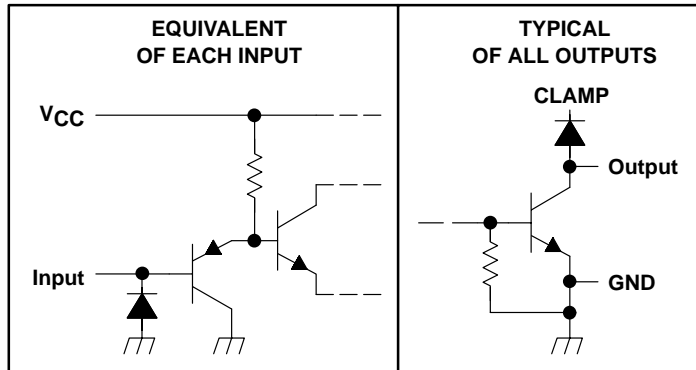 EQUIVALENT
OF EACH INPUT
VCC
Input
TYPICAL
OF ALL OUTPUTS
CLAMP
Output
GND